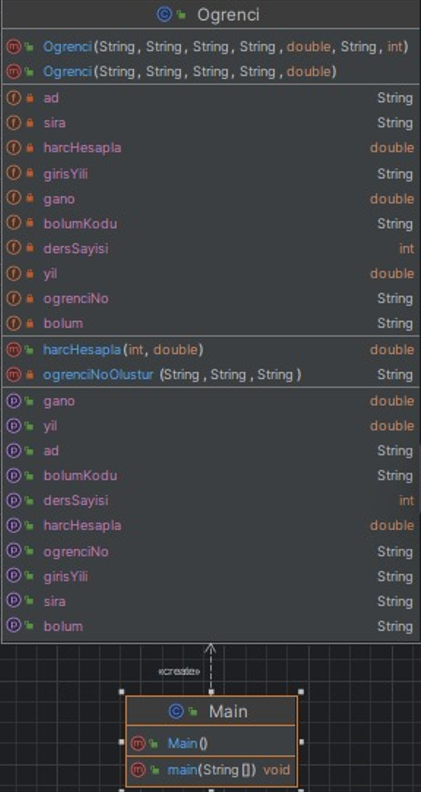 Ogrenci
Ogrenci(String, String, String, String, double, String, int)
Ogrenci(String, String, String, String, double)
ad String
sira String
harcHesapla double
girisYili String
gano double
bolumKodu String
dersSayisi int
yil double
ogrenciNo String
bolum String
harcHesapla(int, double) double
ogrenciNoOlustur (String, String, String) String
gano double
yil double
ad String
bolumKodu String
dersSayisi int
harcHesapla double
ogrenciNo String
girisYili String
sira String
bolum String
«create»
Main
Main()
main(String[]) void